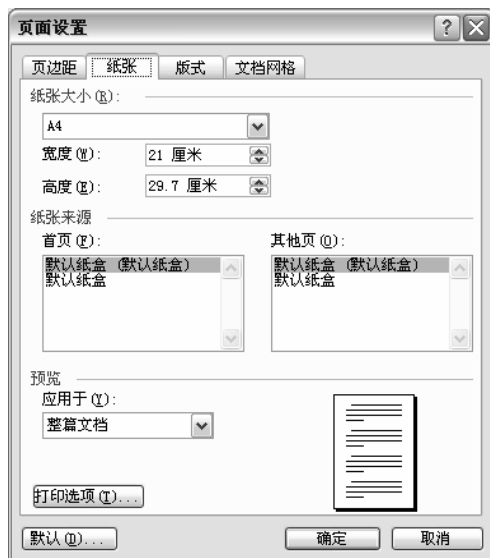 页面设置
页边距 纸张 版式 文档网格
纸张大小(R):
A4
宽度(W): 21 厘米
高度(E): 29.7 厘米
纸张来源
首页(F): 其他页(O):
默认纸盒 (默认纸盒) 默认纸盒 (默认纸盒)
默认纸盒 默认纸盒
预览
应用于(Y):
整篇文档
打印选项(T)...
默认(D)... 确定 取消